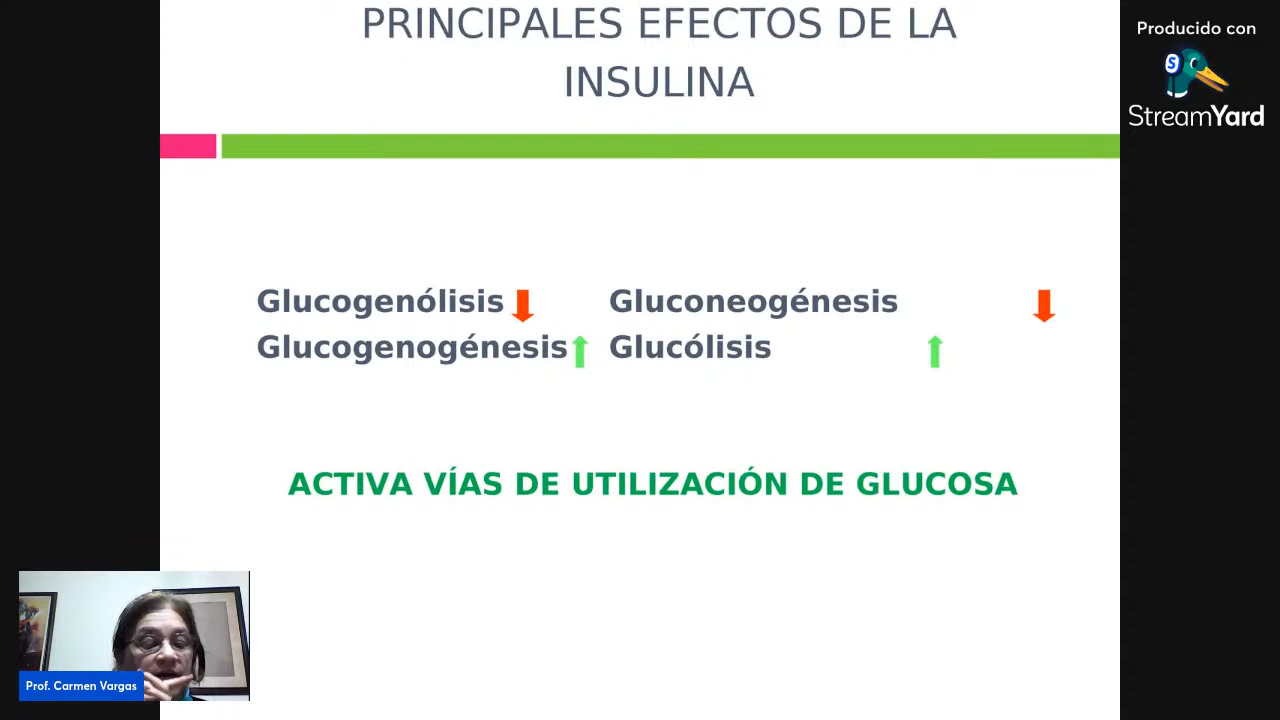 PRINCIPALES EFECTOS DE LA
INSULINA
Producido con
StreamYard
Glucogenólisis Gluconeogénesis
Glucogenogénesis Glucólisis
ACTIVA VÍAS DE UTILIZACIÓN DE GLUCOSA
Prof. Carmen Vargas